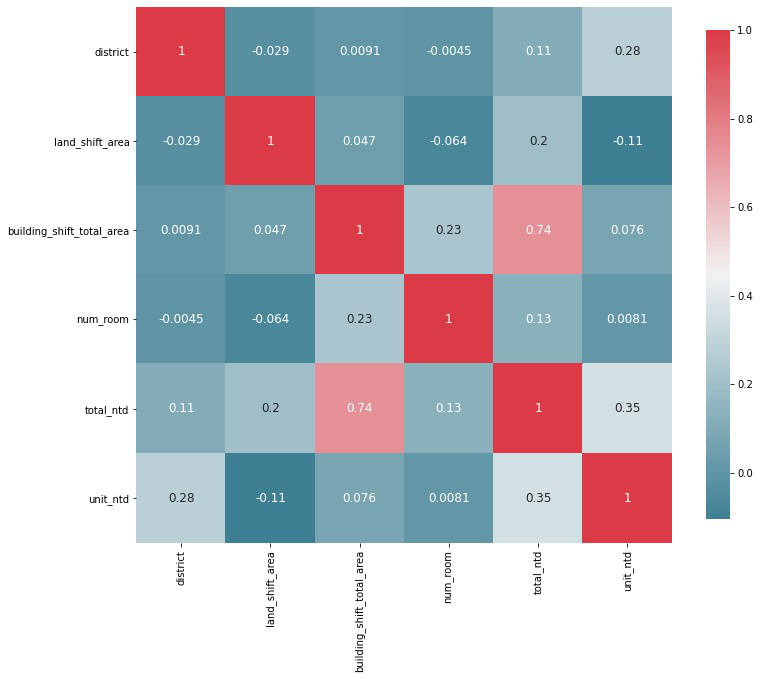 district 1 -0.029 0.0091 -0.0045 0.11 0.28
land_shift_area -0.029 1 0.047 -0.064 0.2 -0.11
building_shift_total_area 0.0091 0.047 1 0.23 0.74 0.076
num_room -0.0045 -0.064 0.23 1 0.13 0.0081
total_ntd 0.11 0.2 0.74 0.13 1 0.35
unit_ntd 0.28 -0.11 0.076 0.0081 0.35 1
district
land_shift_area
building_shift_total_area
num_room
total_ntd
unit_ntd
1.0
0.8
0.6
0.4
0.2
0.0